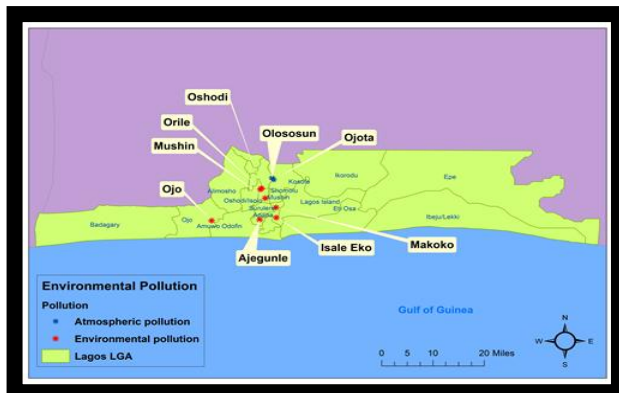 Oshodi
Orile
Olososun
Ojota
Mushin
Ojo
Kosofe
Ikorodu
Epe
Alimosho
Shomolu
Oshodi/Isolu
Mushin
Surulere
Lagos Island
Eti Osa
Badagary
Ojo
Amuwo Odofin
Ibeju/Lekki
Ajegunle
Isale Eko
Makoko
Environmental Pollution
Pollution
Atmospheric pollution
Environmental pollution
Lagos LGA
Gulf of Guinea
N
W
E
S
0 5 10 20 Miles